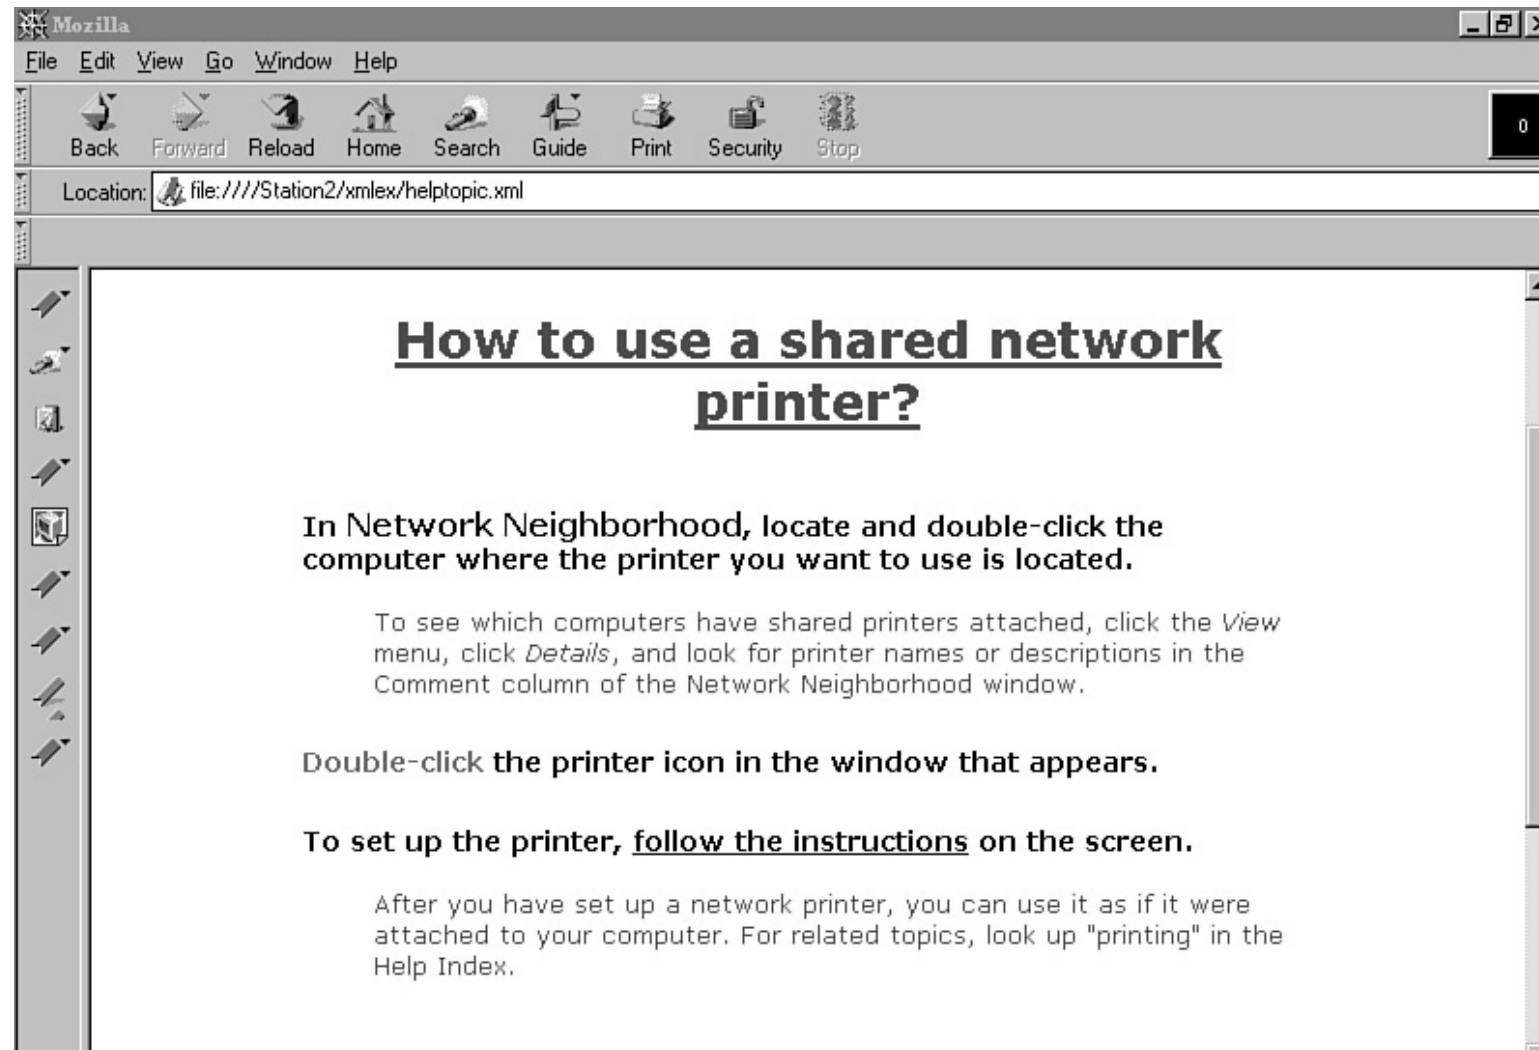 Mozilla
File Edit View Go Window Help
Back Forward Reload Home Search Guide Print Security Stop
0
Location: file:////Station2/xmlex/helptopic.xml
How to use a shared network
printer?
In Network Neighborhood, locate and double-click the
computer where the printer you want to use is located.
To see which computers have shared printers attached, click the View
menu, click Details, and look for printer names or descriptions in the
Comment column of the Network Neighborhood window.
Double-click the printer icon in the window that appears.
To set up the printer, follow the instructions on the screen.
After you have set up a network printer, you can use it as if it were
attached to your computer. For related topics, look up "printing" in the
Help Index.